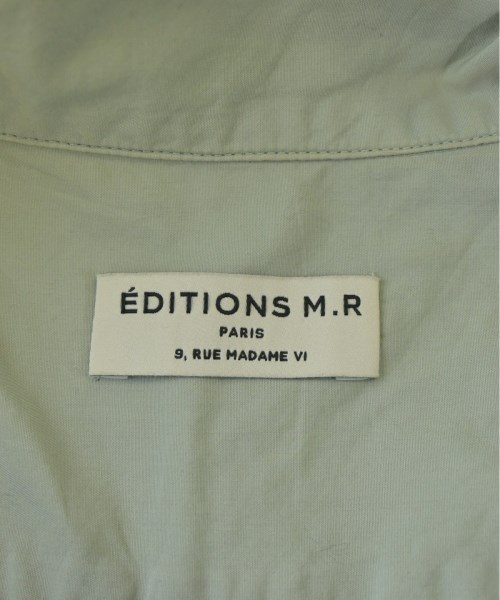 ÉDITIONS M.R
PARIS
9, RUE MADAME VI